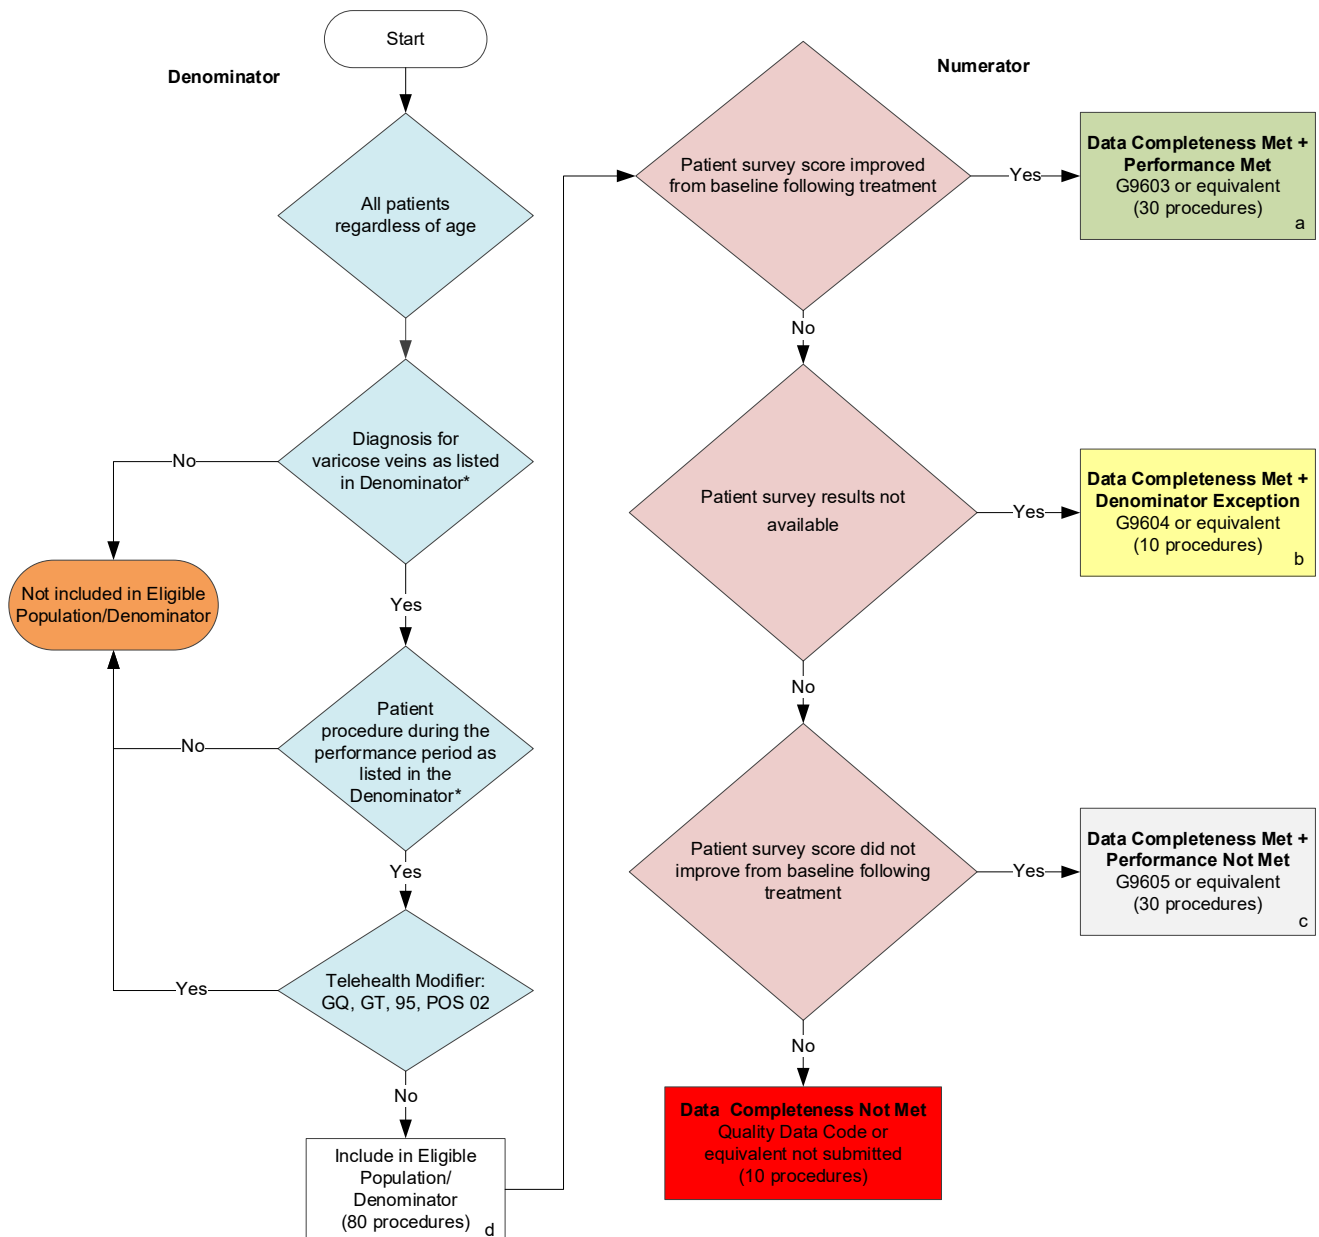 Start
Denominator
All patients
regardless of age
Diagnosis for
varicose veins as listed
in Denominator*
No
Not included in Eligible
Population/Denominator
Yes
Patient
procedure during the
performance period as
listed in the
Denominator*
No
Yes
Telehealth Modifier:
GQ, GT, 95, POS 02
Yes
No
Include in Eligible
Population/
Denominator
(80 procedures)
d
Numerator
Patient survey score improved
from baseline following treatment
Yes
Data Completeness Met +
Performance Met
G9603 or equivalent
(30 procedures)
a
No
Patient survey results not
available
Yes
Data Completeness Met +
Denominator Exception
G9604 or equivalent
(10 procedures)
b
No
Patient survey score did not
improve from baseline following
treatment
Yes
Data Completeness Met +
Performance Not Met
G9605 or equivalent
(30 procedures)
c
No
Data Completeness Not Met
Quality Data Code or
equivalent not submitted
(10 procedures)